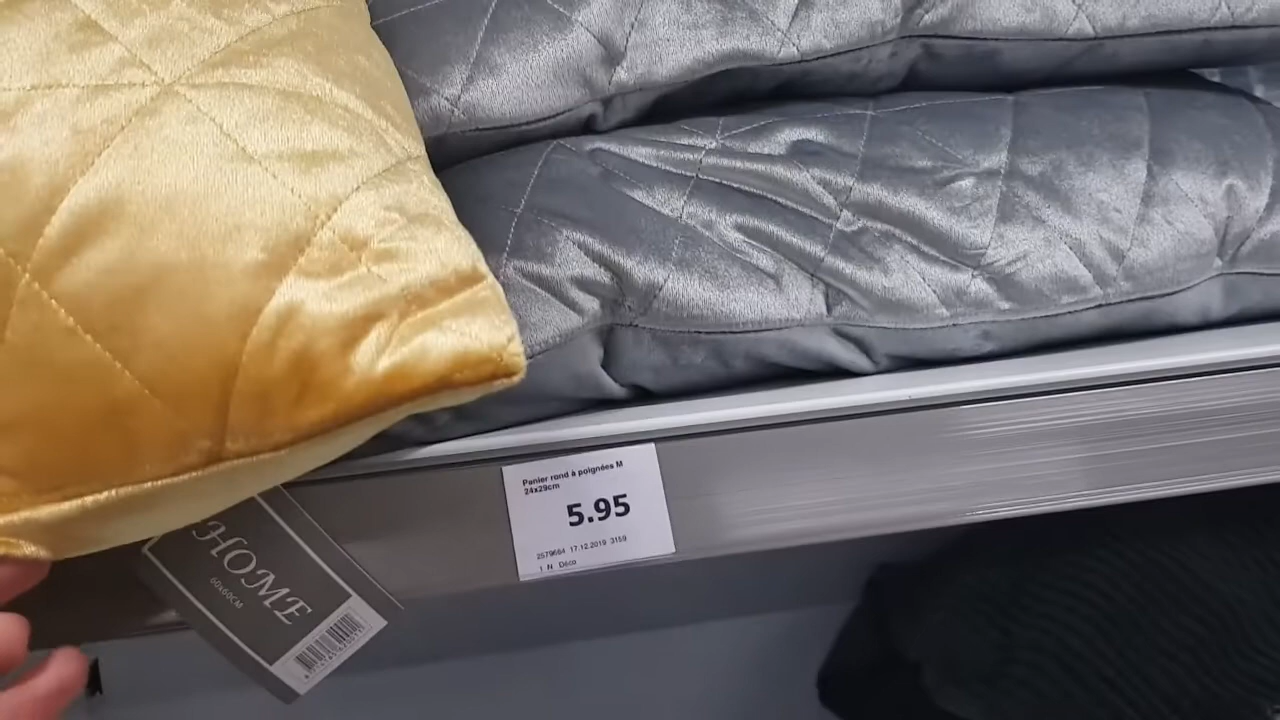 Panier rond à poignées M
24x29cm
5.95
2579684 17.12.2019 3159
1 N Déco
HOME
60x60CM